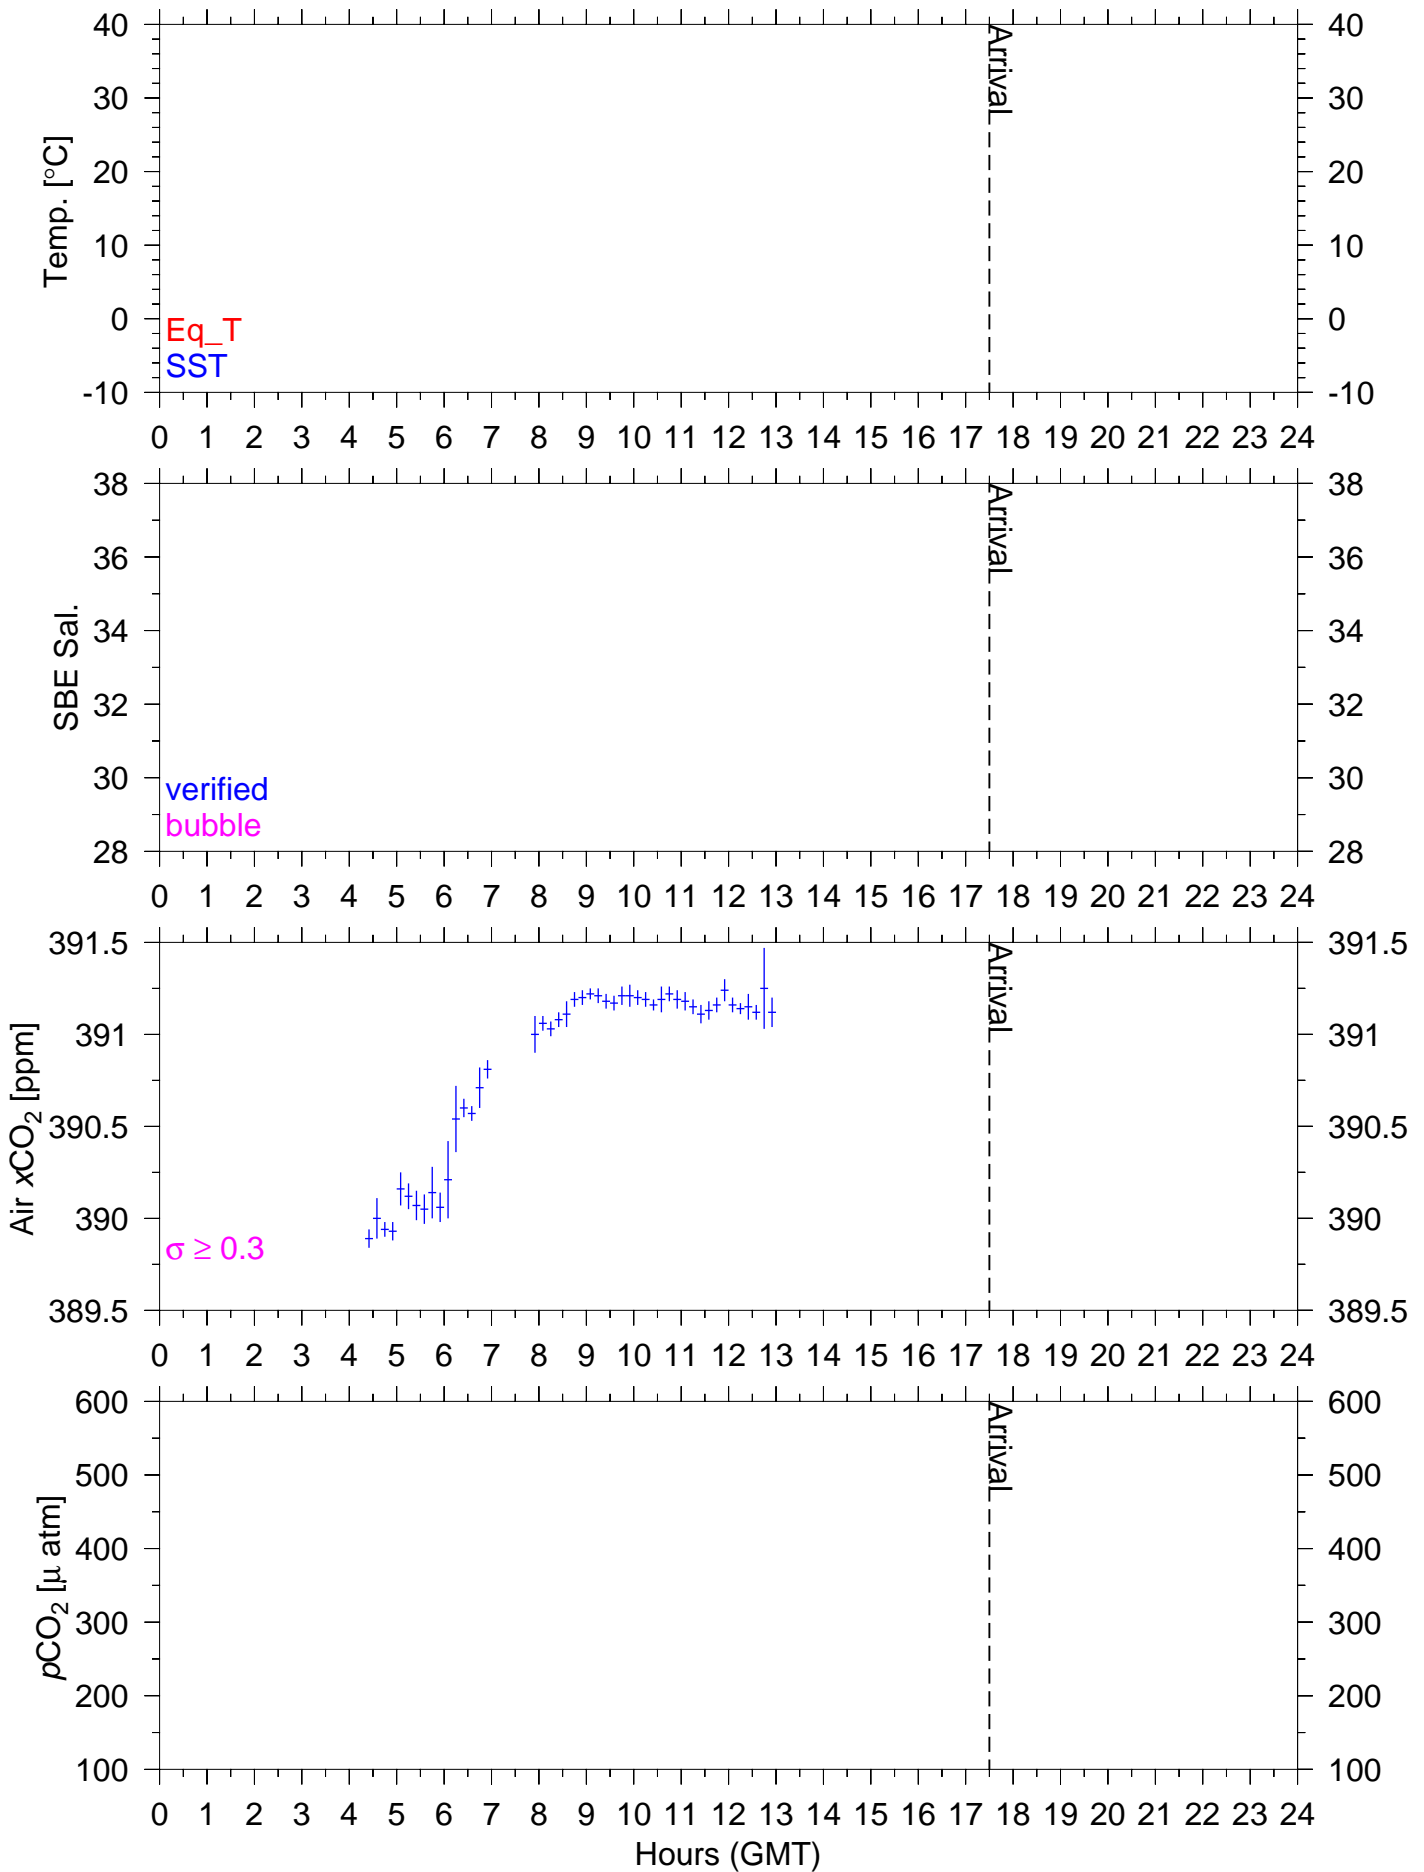 40 Arrival 40
30 30
Temp. [°C]
20 20
10 10
0 0
Eq_T
SST
-10 -10
0 1 2 3 4 5 6 7 8 9 10 11 12 13 14 15 16 17 18 19 20 21 22 23 24
38 Arrival 38
36 36
SBE Sal.
34 34
32 32
30 30
verified
bubble
28 28
0 1 2 3 4 5 6 7 8 9 10 11 12 13 14 15 16 17 18 19 20 21 22 23 24
391.5 Arrival 391.5
391 391
Air xCO₂ [ppm]
390.5 390.5
390 390
σ ≥ 0.3
389.5 389.5
0 1 2 3 4 5 6 7 8 9 10 11 12 13 14 15 16 17 18 19 20 21 22 23 24
600 Arrival 600
500 500
pCO₂ [μ atm]
400 400
300 300
200 200
100 100
0 1 2 3 4 5 6 7 8 9 10 11 12 13 14 15 16 17 18 19 20 21 22 23 24
Hours (GMT)